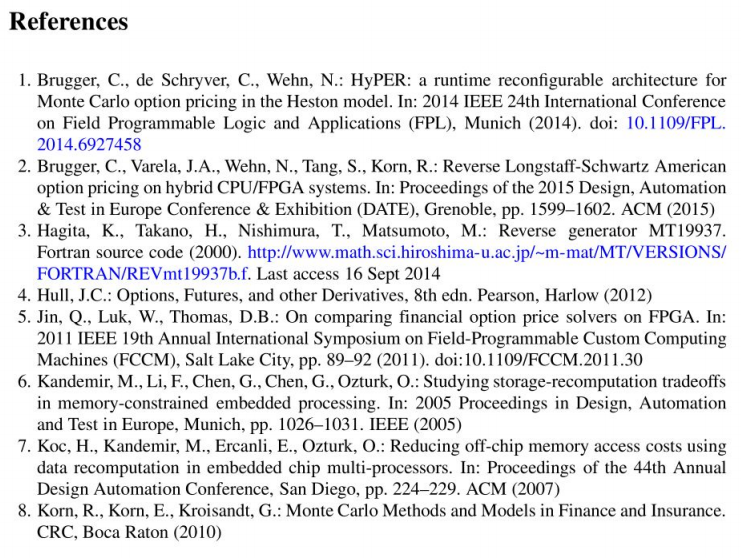 References
1. Brugger, C., de Schryver, C., Wehn, N.: HyPER: a runtime reconfigurable architecture for
Monte Carlo option pricing in the Heston model. In: 2014 IEEE 24th International Conference
on Field Programmable Logic and Applications (FPL), Munich (2014). doi: 10.1109/FPL.
2014.6927458
2. Brugger, C., Varela, J.A., Wehn, N., Tang, S., Korn, R.: Reverse Longstaff-Schwartz American
option pricing on hybrid CPU/FPGA systems. In: Proceedings of the 2015 Design, Automation
& Test in Europe Conference & Exhibition (DATE), Grenoble, pp. 1599–1602. ACM (2015)
3. Hagita, K., Takano, H., Nishimura, T., Matsumoto, M.: Reverse generator MT19937.
Fortran source code (2000). http://www.math.sci.hiroshima-u.ac.jp/~m-mat/MT/VERSIONS/
FORTRAN/REVmt19937b.f. Last access 16 Sept 2014
4. Hull, J.C.: Options, Futures, and other Derivatives, 8th edn. Pearson, Harlow (2012)
5. Jin, Q., Luk, W., Thomas, D.B.: On comparing financial option price solvers on FPGA. In:
2011 IEEE 19th Annual International Symposium on Field-Programmable Custom Computing
Machines (FCCM), Salt Lake City, pp. 89–92 (2011). doi:10.1109/FCCM.2011.30
6. Kandemir, M., Li, F., Chen, G., Chen, G., Ozturk, O.: Studying storage-recomputation tradeoffs
in memory-constrained embedded processing. In: 2005 Proceedings in Design, Automation
and Test in Europe, Munich, pp. 1026–1031. IEEE (2005)
7. Koc, H., Kandemir, M., Ercanli, E., Ozturk, O.: Reducing off-chip memory access costs using
data recomputation in embedded chip multi-processors. In: Proceedings of the 44th Annual
Design Automation Conference, San Diego, pp. 224–229. ACM (2007)
8. Korn, R., Korn, E., Kroisandt, G.: Monte Carlo Methods and Models in Finance and Insurance.
CRC, Boca Raton (2010)